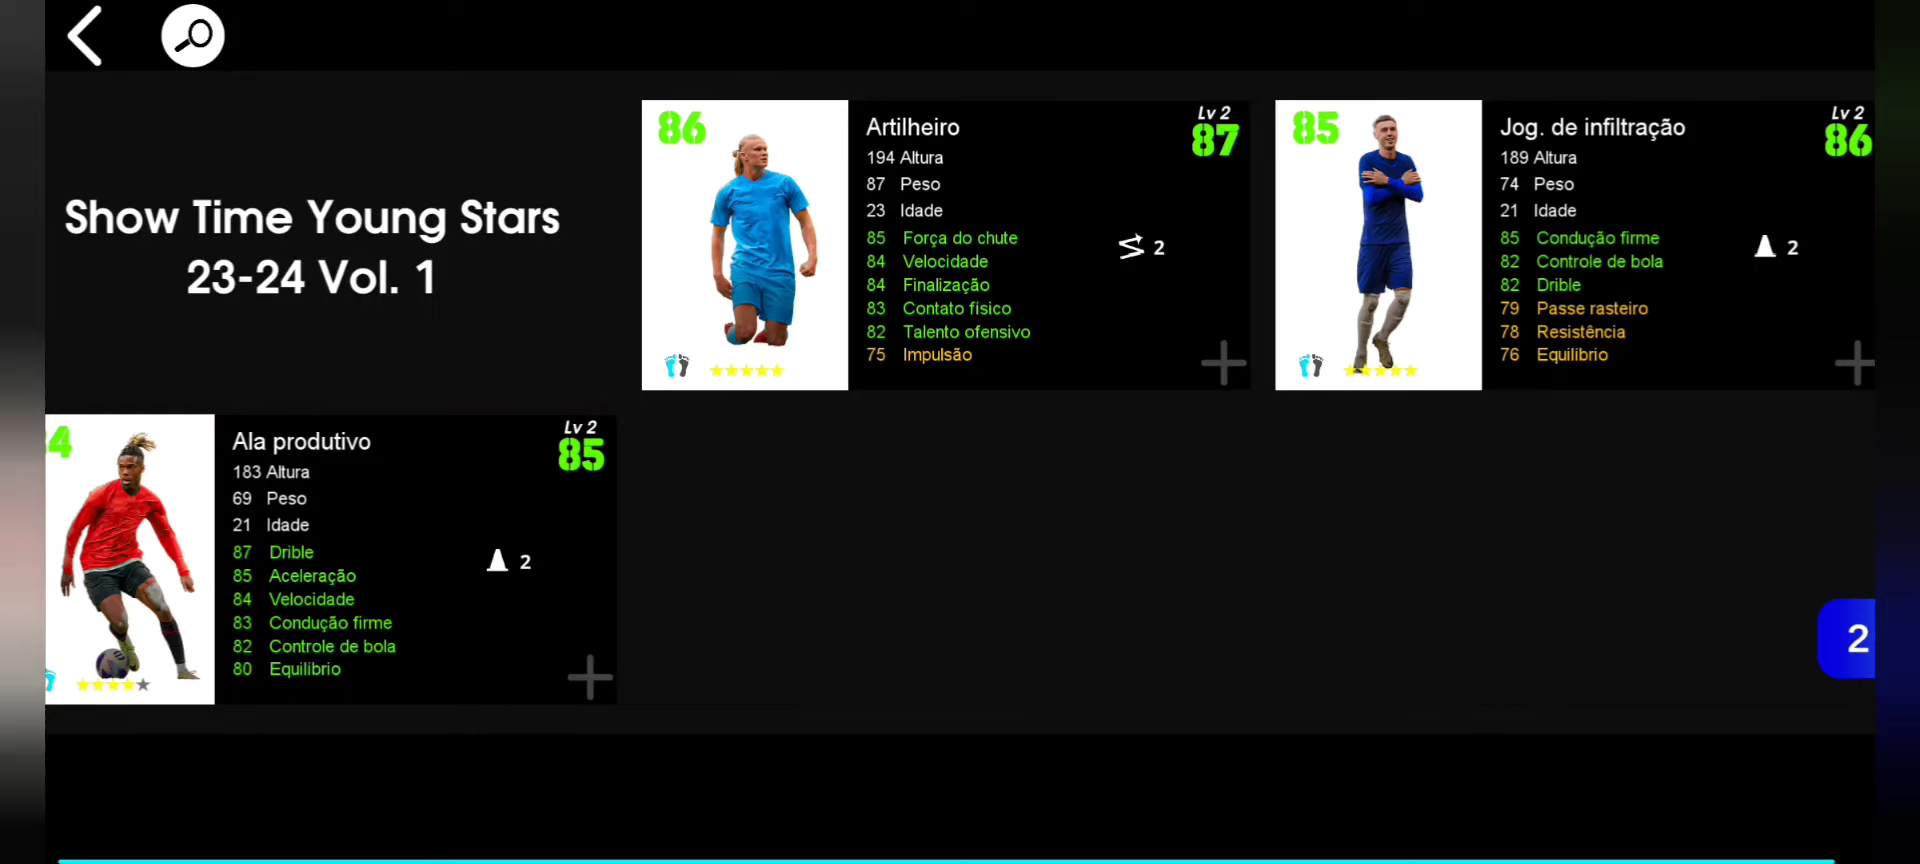 Show Time Young Stars
23-24 Vol. 1
86
Artilheiro
Lv 2
87
194 Altura
87 Peso
23 Idade
85 Força do chute
84 Velocidade
84 Finalização
83 Contato físico
82 Talento ofensivo
75 Impulsão
2
85
Jog. de infiltração
Lv 2
86
189 Altura
74 Peso
21 Idade
85 Condução firme
82 Controle de bola
82 Drible
79 Passe rasteiro
78 Resistência
76 Equilíbrio
2
4
Ala produtivo
Lv 2
85
183 Altura
69 Peso
21 Idade
87 Drible
85 Aceleração
84 Velocidade
83 Condução firme
82 Controle de bola
80 Equilíbrio
2
2